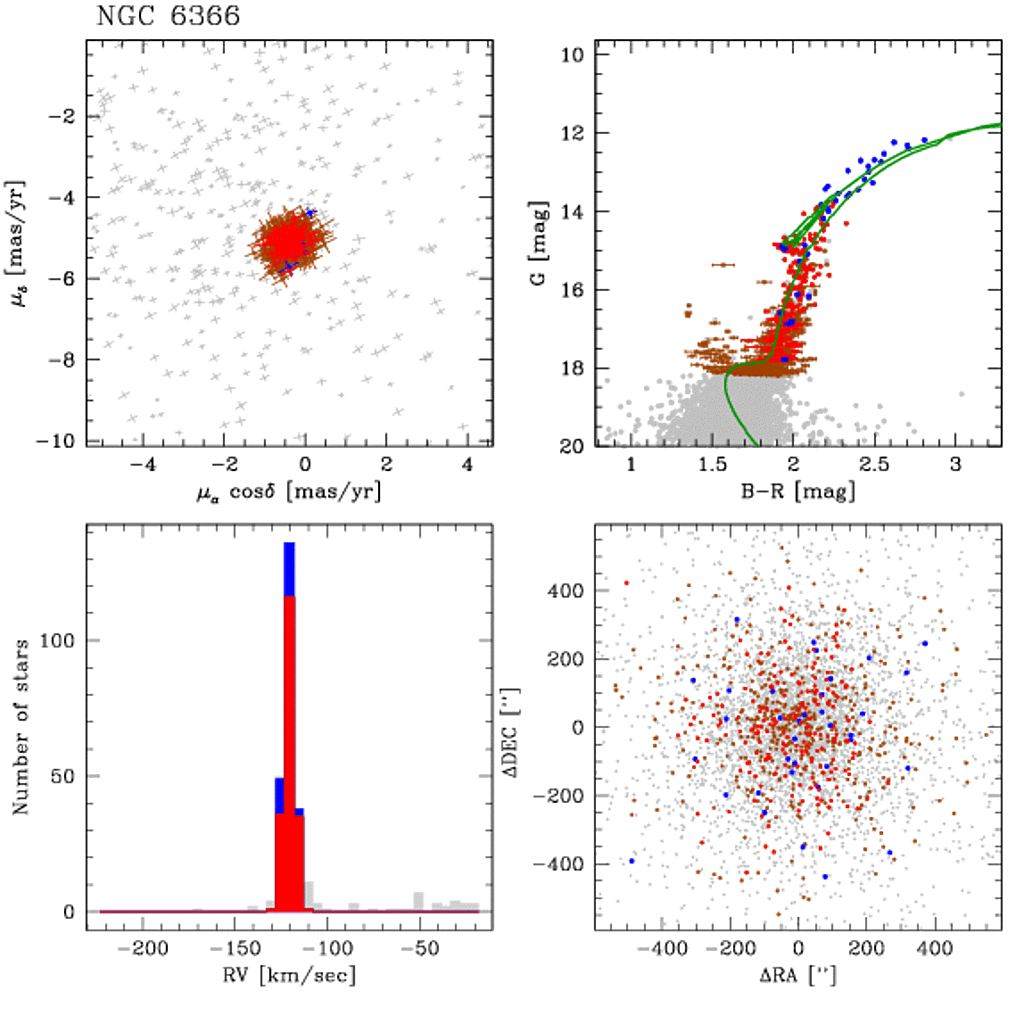 NGC 6366
-2
-4
-6
-8
-10
μδ [mas/yr]
-4 -2 0 2 4
μα cosδ [mas/yr]
10
12
14
16
18
20
G [mag]
1 1.5 2 2.5 3
B-R [mag]
100
50
0
Number of stars
-200 -150 -100 -50
RV [km/sec]
400
200
0
-200
-400
ΔDEC ['']
-400 -200 0 200 400
ΔRA ['']